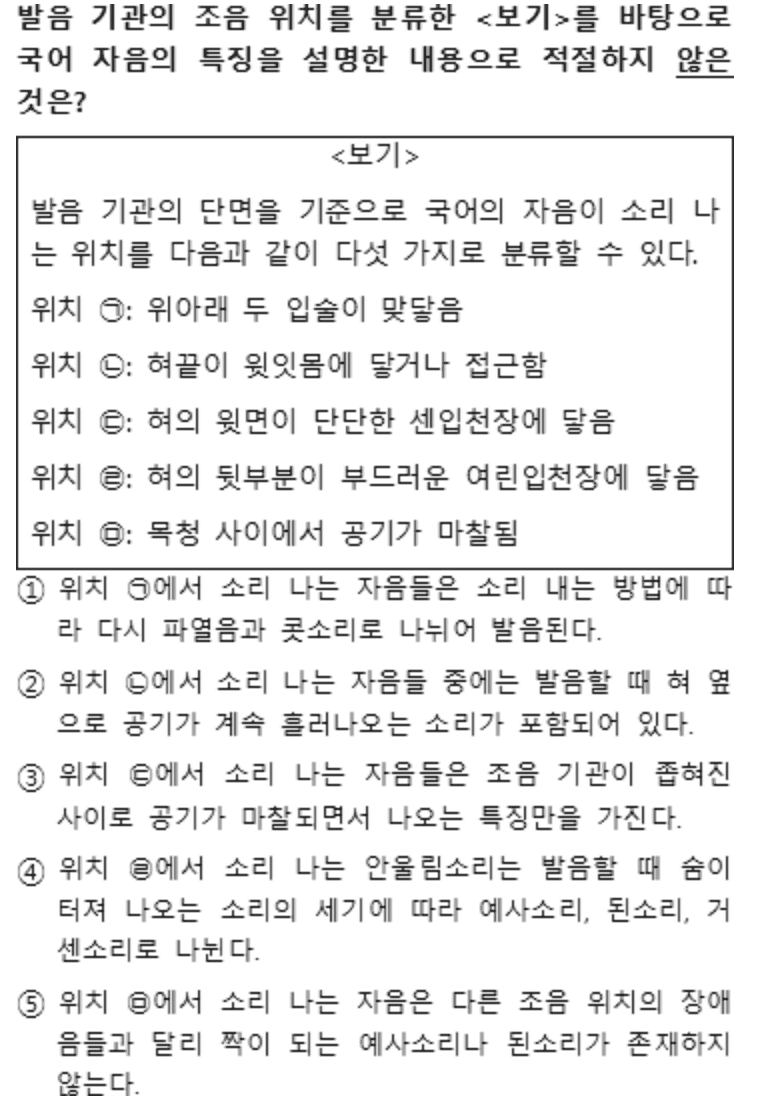 발음 기관의 조음 위치를 분류한 <보기>를 바탕으로
국어 자음의 특징을 설명한 내용으로 적절하지 않은
것은?
<보기>
발음 기관의 단면을 기준으로 국어의 자음이 소리 나
는 위치를 다음과 같이 다섯 가지로 분류할 수 있다.
위치 ㉠: 위아래 두 입술이 맞닿음
위치 ㉡: 혀끝이 윗잇몸에 닿거나 접근함
위치 ㉢: 혀의 윗면이 단단한 센입천장에 닿음
위치 ㉣: 혀의 뒷부분이 부드러운 여린입천장에 닿음
위치 ㉤: 목청 사이에서 공기가 마찰됨
① 위치 ㉠에서 소리 나는 자음들은 소리 내는 방법에 따
라 다시 파열음과 콧소리로 나뉘어 발음된다.
② 위치 ㉡에서 소리 나는 자음들 중에는 발음할 때 혀 옆
으로 공기가 계속 흘러나오는 소리가 포함되어 있다.
③ 위치 ㉢에서 소리 나는 자음들은 조음 기관이 좁혀진
사이로 공기가 마찰되면서 나오는 특징만을 가진다.
④ 위치 ㉣에서 소리 나는 안울림소리는 발음할 때 숨이
터져 나오는 소리의 세기에 따라 예사소리, 된소리, 거
센소리로 나뉜다.
⑤ 위치 ㉤에서 소리 나는 자음은 다른 조음 위치의 장애
음들과 달리 짝이 되는 예사소리나 된소리가 존재하지
않는다.